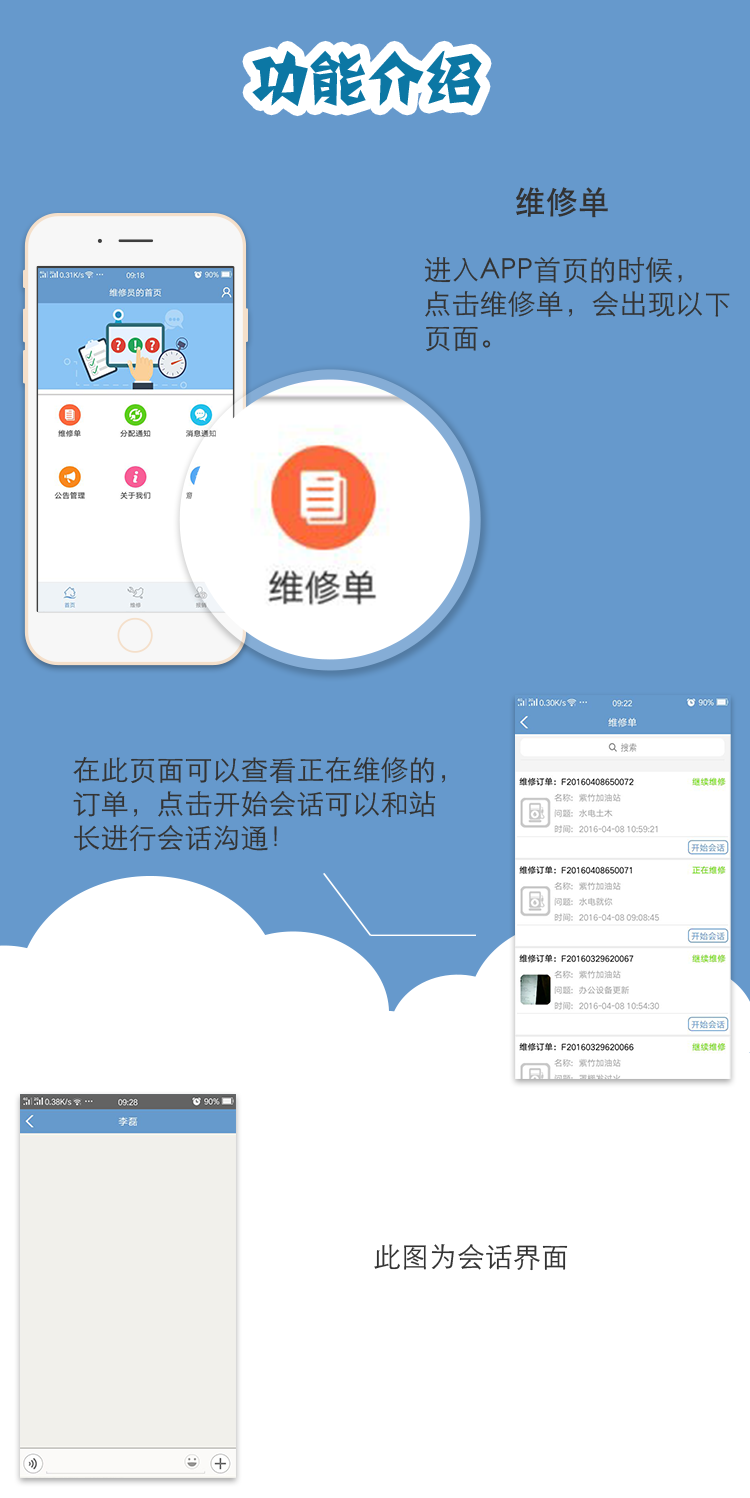 功能介绍
维修单
进入APP首页的时候，
点击维修单，会出现以下
页面。
0.31K/s ··· 09:18 90%
维修员的首页
维修单 分配通知 消息通知
公告管理 关于我们 意
首页 维修
维修单
在此页面可以查看正在维修的，
订单，点击开始会话可以和站
长进行会话沟通！
0.30K/s ··· 09:22 90%
维修单
搜索
维修订单：F20160408650072 继续维修
名称：紫竹加油站
问题：水电土木
时间：2016-04-08 10:59:21
开始会话
维修订单：F20160408650071 正在维修
名称：紫竹加油站
问题：水电就你
时间：2016-04-08 09:08:45
开始会话
维修订单：F20160329620067 继续维修
名称：紫竹加油站
问题：办公设备更新
时间：2016-04-08 10:54:30
开始会话
维修订单：F20160329620066 继续维修
名称：紫竹加油站
0.38K/s ··· 09:28 90%
李磊
此图为会话界面